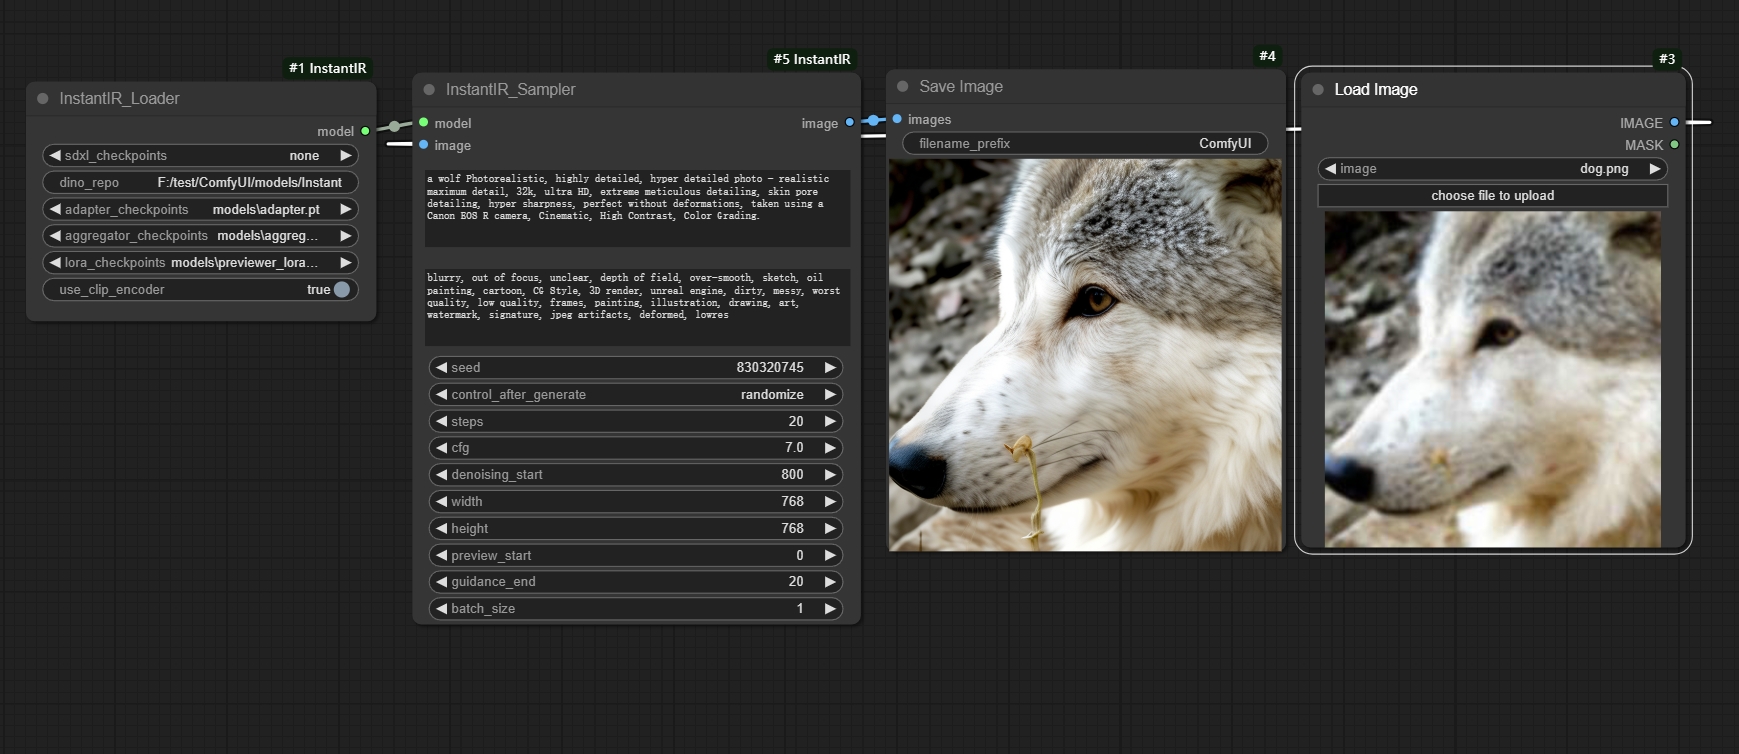 #1 InstantIR
InstantIR_Loader
model
sdxl_checkpoints none
dino_repo F:/test/ComfyUI/models/Instant
adapter_checkpoints models\adapter.pt
aggregator_checkpoints models\aggreg...
lora_checkpoints models\previewer_lora...
use_clip_encoder true
#5 InstantIR
InstantIR_Sampler
model image
image
a wolf Photorealistic, highly detailed, hyper detailed photo - realistic
maximum detail, 32k, ultra HD, extreme meticulous detailing, skin pore
detailing, hyper sharpness, perfect without deformations, taken using a
Canon EOS R camera, Cinematic, High Contrast, Color Grading.
blurry, out of focus, unclear, depth of field, over-smooth, sketch, oil
painting, cartoon, CG Style, 3D render, unreal engine, dirty, messy, worst
quality, low quality, frames, painting, illustration, drawing, art,
watermark, signature, jpeg artifacts, deformed, lowres
seed 830320745
control_after_generate randomize
steps 20
cfg 7.0
denoising_start 800
width 768
height 768
preview_start 0
guidance_end 20
batch_size 1
#4
Save Image
images
filename_prefix ComfyUI
#3
Load Image
IMAGE
MASK
image dog.png
choose file to upload